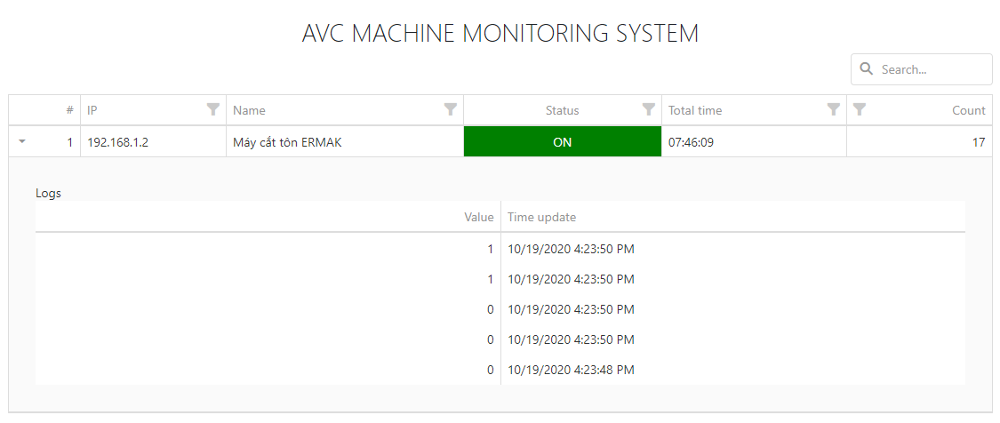 AVC MACHINE MONITORING SYSTEM
Search...
# IP Name Status Total time Count
1 192.168.1.2 Máy cắt tôn ERMAK ON 07:46:09 17
Logs
Value Time update
1 10/19/2020 4:23:50 PM
1 10/19/2020 4:23:50 PM
0 10/19/2020 4:23:50 PM
0 10/19/2020 4:23:50 PM
0 10/19/2020 4:23:48 PM